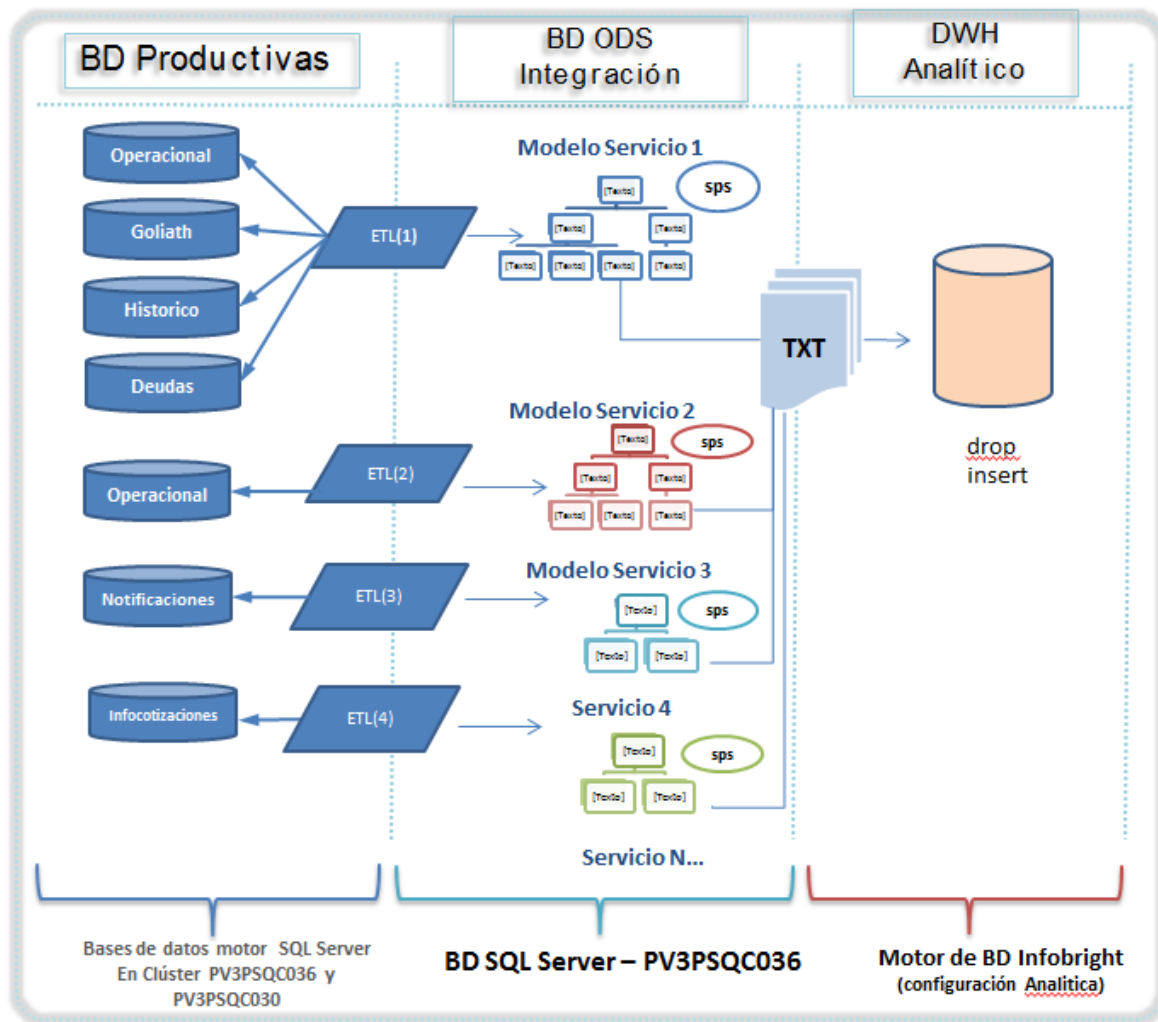 BD Productivas
BD ODS
Integración
DWH
Analítico
Operacional
Goliath
Historico
Deudas
ETL(1)
Modelo Servicio 1
sps
[Texto]
[Texto]
[Texto]
[Texto]
[Texto]
[Texto]
[Texto]
TXT
drop
insert
Operacional
ETL(2)
Modelo Servicio 2
sps
[Texto]
[Texto]
[Texto]
[Texto]
[Texto]
[Texto]
Notificaciones
ETL(3)
Modelo Servicio 3
sps
[Texto]
[Texto]
[Texto]
Infocotizaciones
ETL(4)
Servicio 4
sps
[Texto]
[Texto]
[Texto]
Servicio N...
Bases de datos motor SQL Server
En Clúster PV3PSQC036 y
PV3PSQC030
BD SQL Server – PV3PSQC036
Motor de BD Infobright
(configuración Analitica)